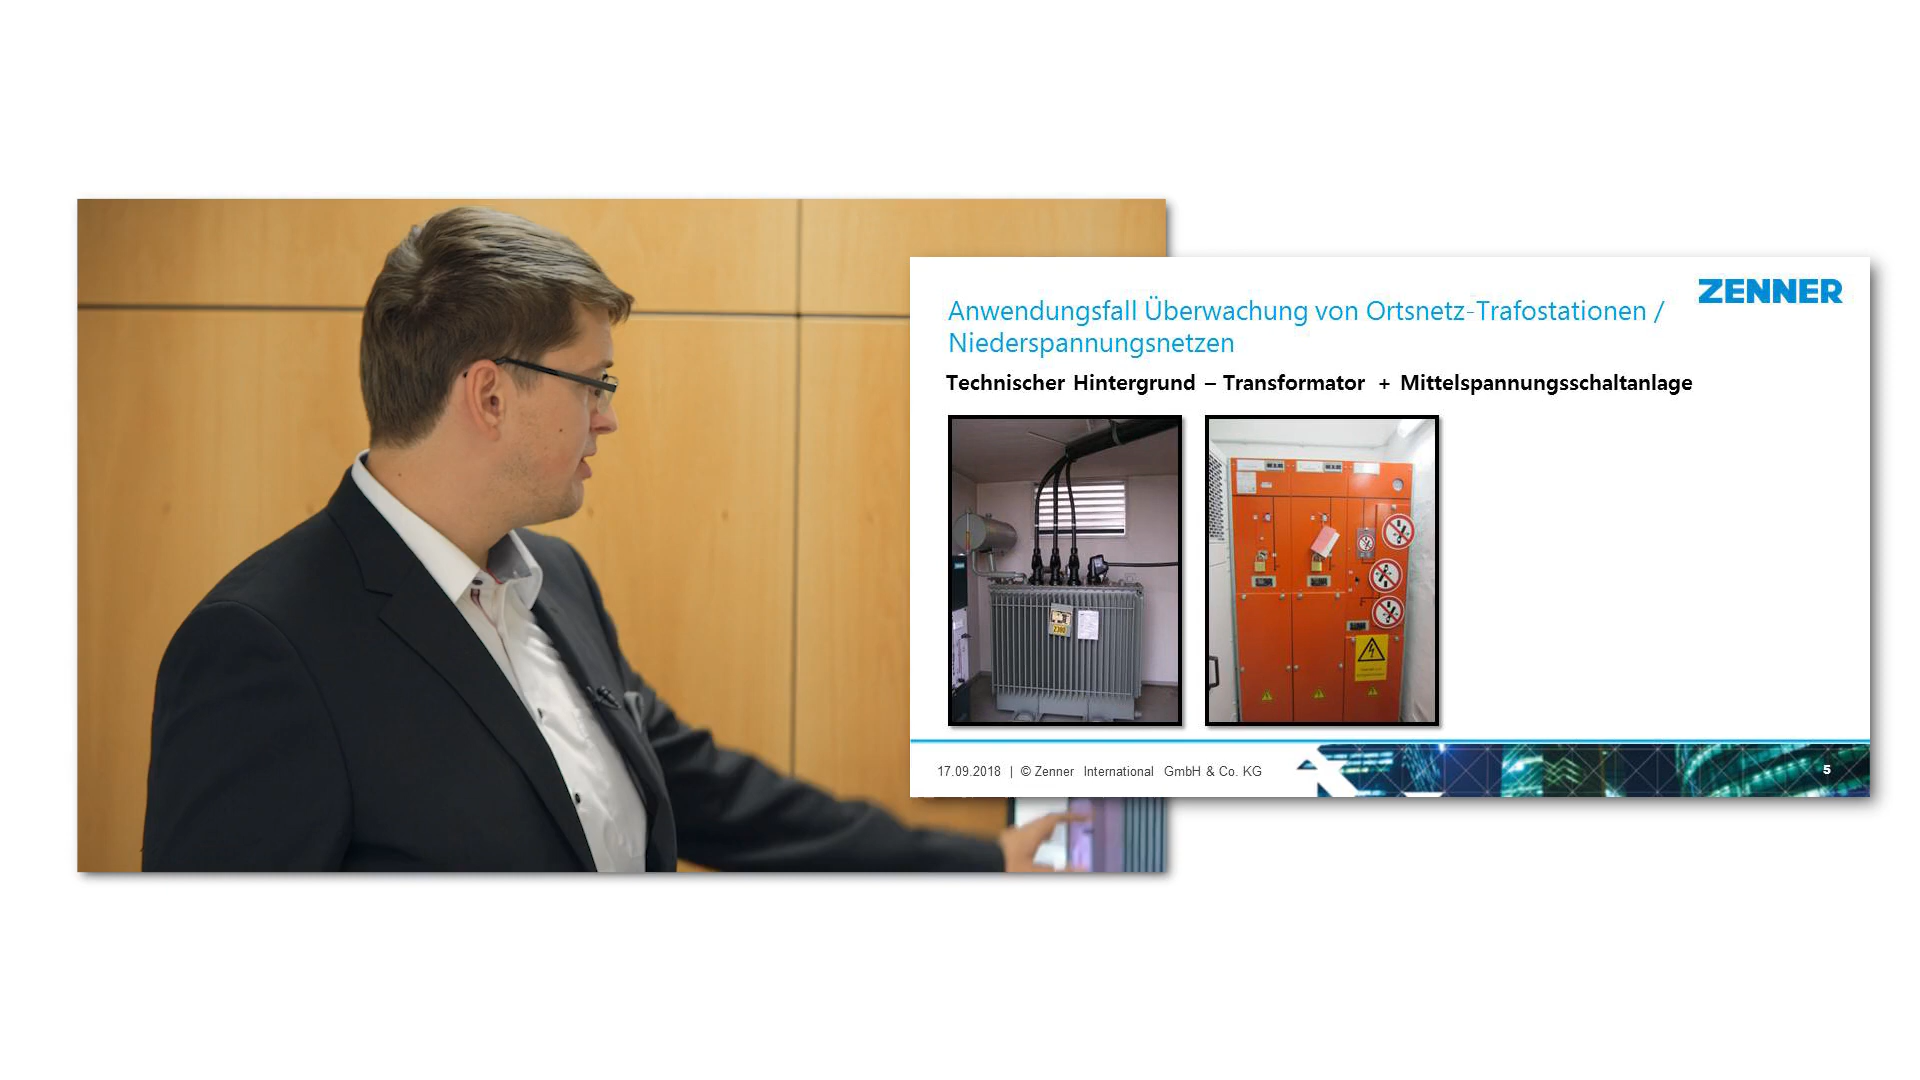 ZENNER
Anwendungsfall Überwachung von Ortsnetz-Trafostationen /
Niederspannungsnetzen
Technischer Hintergrund – Transformator + Mittelspannungsschaltanlage
17.09.2018 | © Zenner International GmbH & Co. KG
5